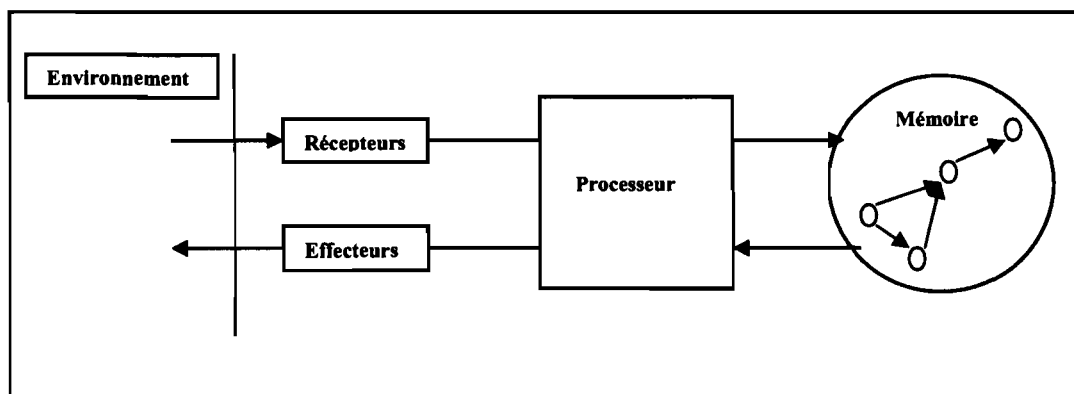 Environnement
Mémoire
Récepteurs
Processeur
Effecteurs